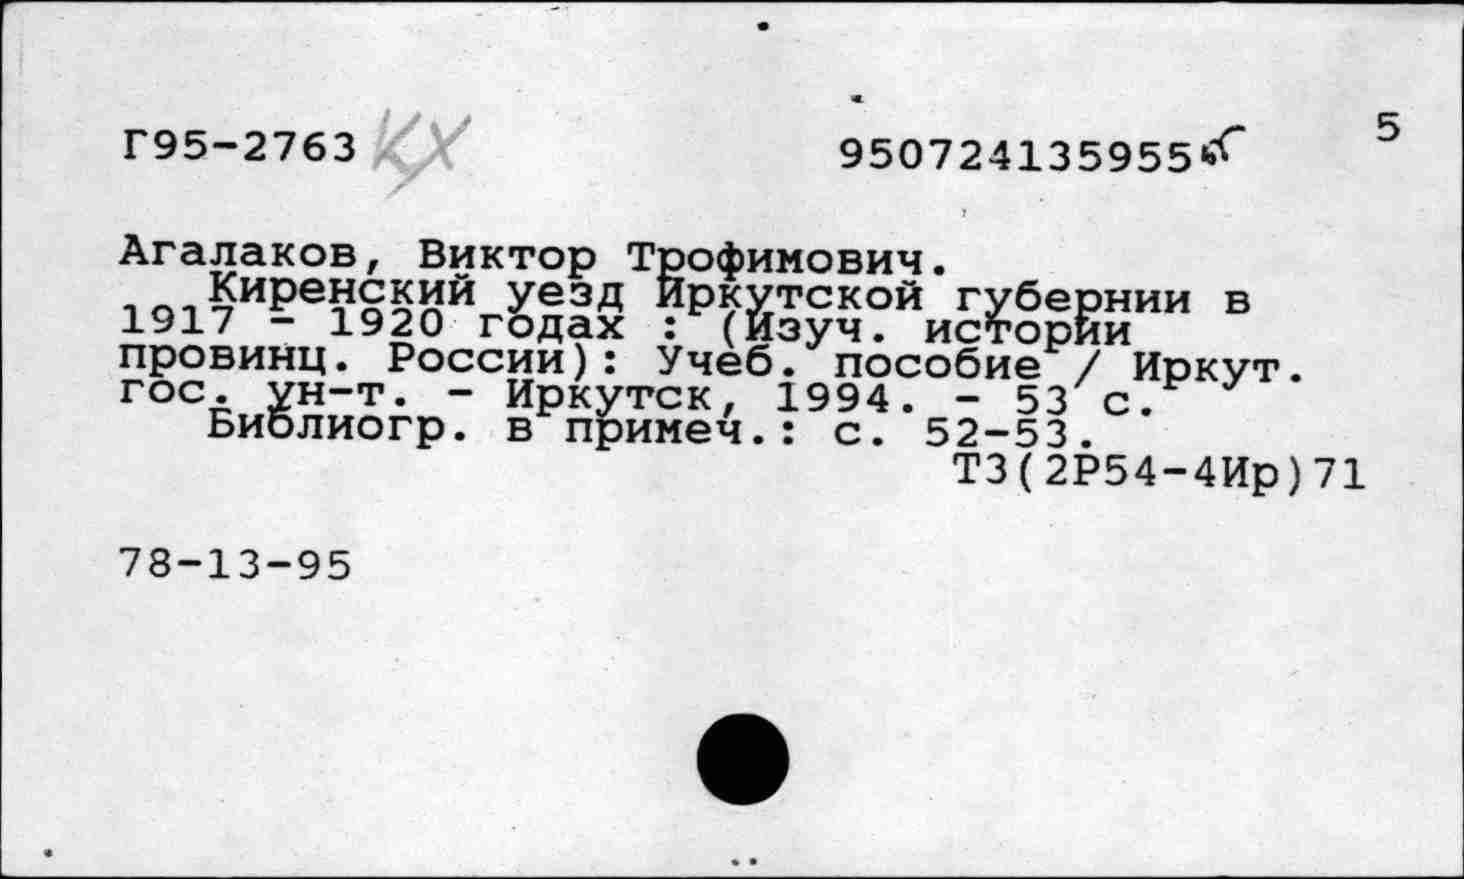 Г95-2763 КХ 950724135955 5
Агалаков, Виктор Трофимович.
Киренский уезд Иркутской губернии в
1917 - 1920 годах : (Изуч. истории
провинц. России): Учеб. пособие / Иркут.
гос. ун-т. - Иркутск, 1994. - 53 с.
Библиогр. в примеч.: с. 52-53.
Т3(2Р54-4Ир)71
78-13-95